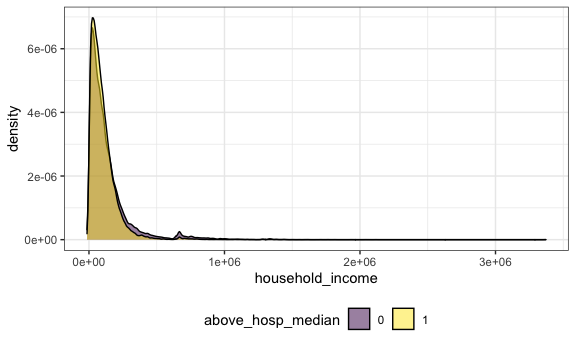 6e-06
4e-06
2e-06
0e+00
density
0e+00 1e+06 2e+06 3e+06
household_income
above_hosp_median 0 1